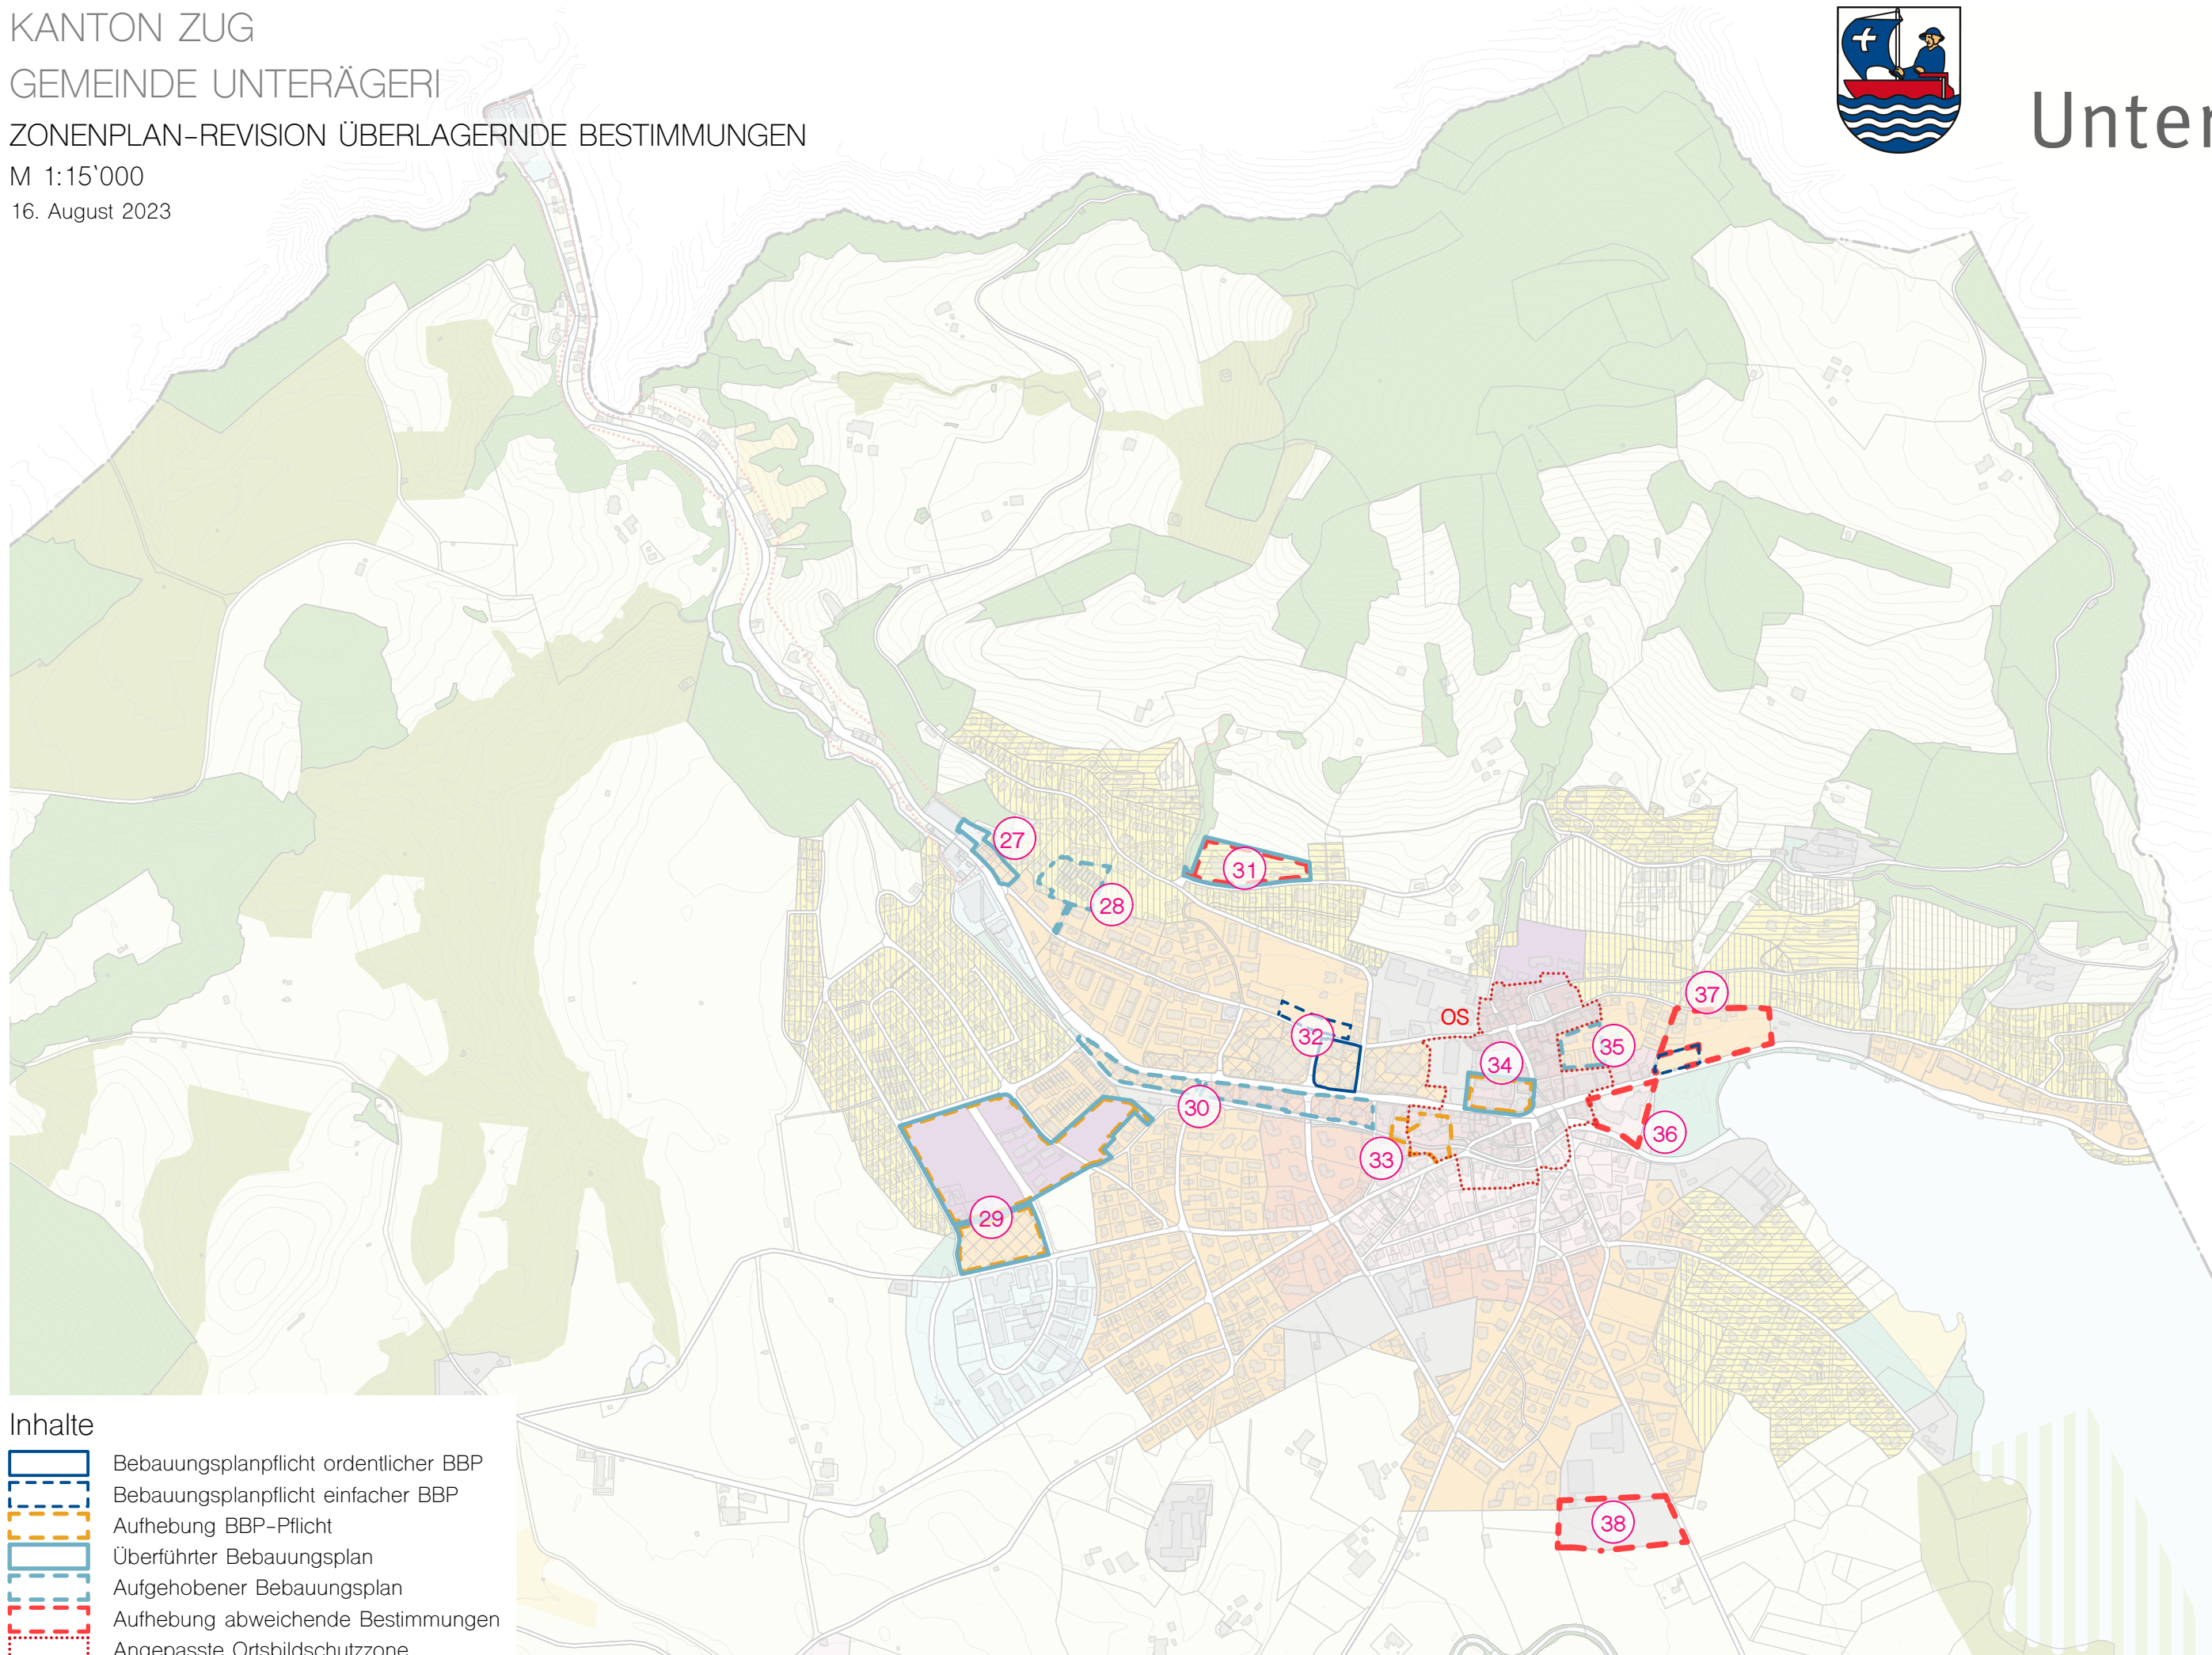 KANTON ZUG
GEMEINDE UNTERÄGERI
ZONENPLAN-REVISION ÜBERLAGERNDE BESTIMMUNGEN
M 1:15`000
16. August 2023
Unter
27
31
28
37
OS
32
35
34
30
36
33
29
38
Inhalte
Bebauungsplanpflicht ordentlicher BBP
Bebauungsplanpflicht einfacher BBP
Aufhebung BBP-Pflicht
Überführter Bebauungsplan
Aufgehobener Bebauungsplan
Aufhebung abweichende Bestimmungen
Angepasste Ortsbildschutzzone